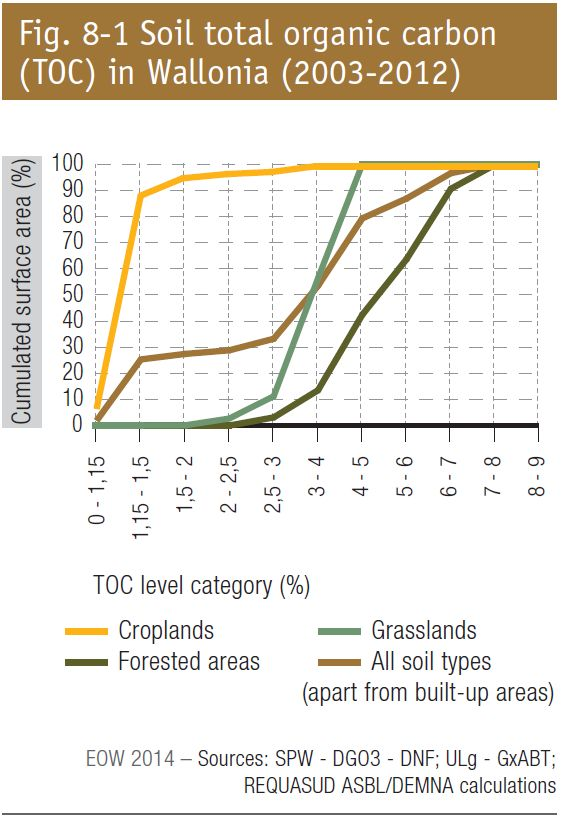 Fig. 8-1 Soil total organic carbon
(TOC) in Wallonia (2003-2012)
Cumulated surface area (%)
100
90
80
70
60
50
40
30
20
10
0
0 - 1,15
1,15 - 1,5
1,5 - 2
2 - 2,5
2,5 - 3
3 - 4
4 - 5
5 - 6
6 - 7
7 - 8
8 - 9
TOC level category (%)
Croplands
Grasslands
Forested areas
All soil types
(apart from built-up areas)
EOW 2014 – Sources: SPW - DGO3 - DNF; ULg - GxABT;
REQUASUD ASBL/DEMNA calculations